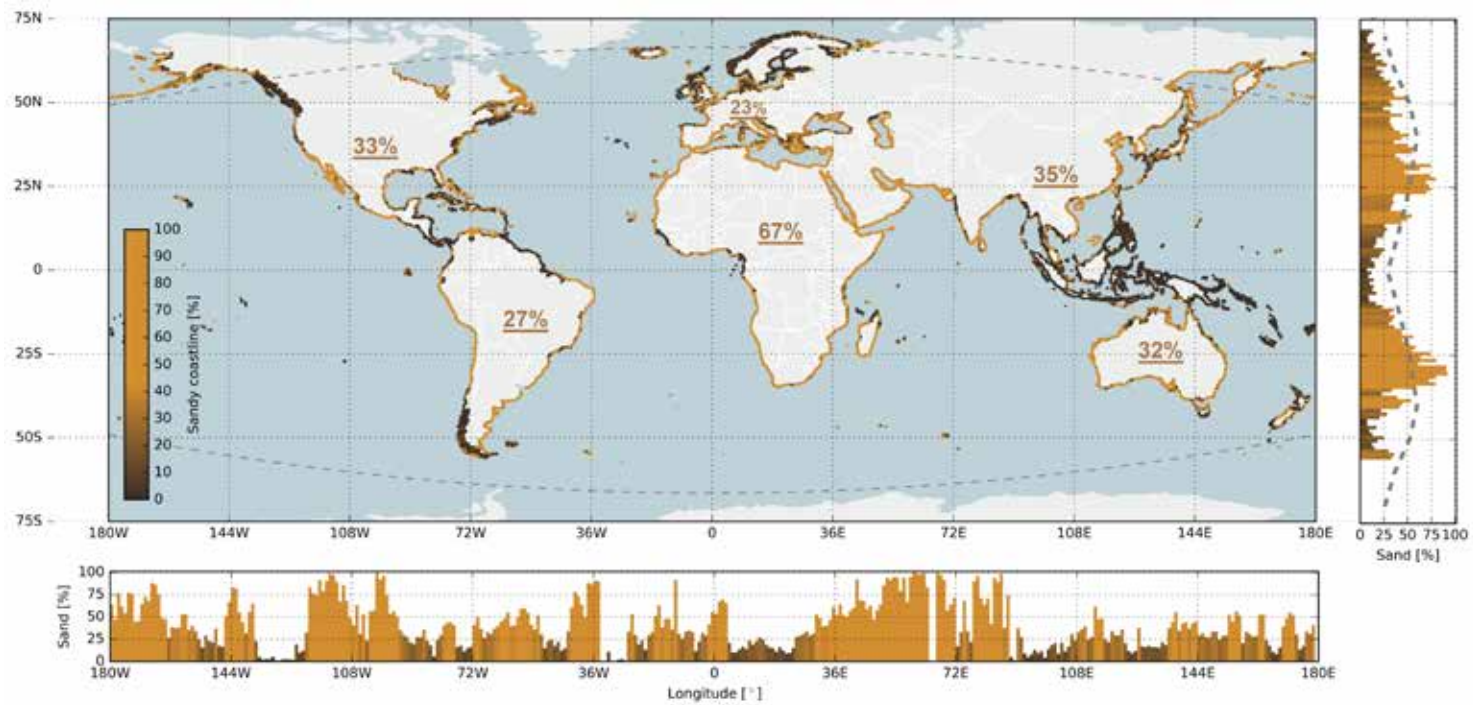 75N
50N
25N
0
25S
50S
75S
33%
23%
35%
67%
27%
32%
100
90
80
70
60
50
40
30
20
10
0
Sandy coastline [%]
180W 144W 108W 72W 36W 0 36E 72E 108E 144E 180E
0 25 50 75 100
Sand [%]
100
75
50
25
0
Sand [%]
180W 144W 108W 72W 36W 0 36E 72E 108E 144E 180E
Longitude [°]